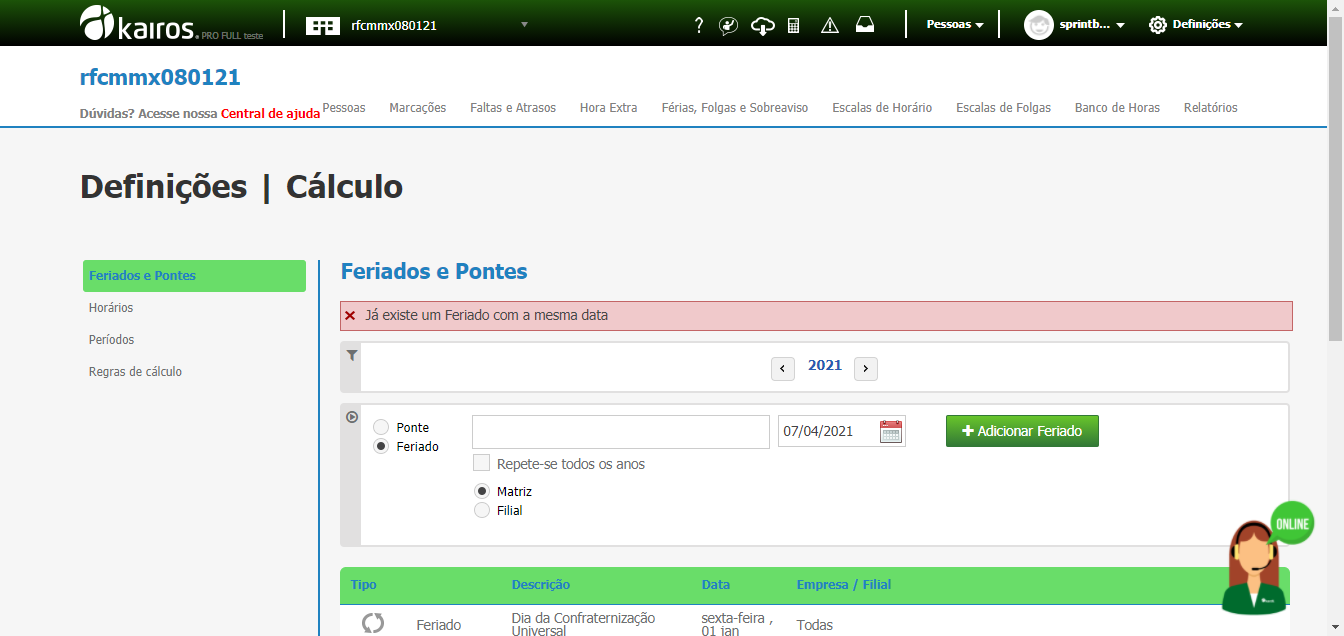 kairos. PRO FULL teste
rfcmmx080121
?
Pessoas
sprintb...
Definições
rfcmmx080121
Dúvidas? Acesse nossa Central de ajuda
Pessoas Marcações Faltas e Atrasos Hora Extra Férias, Folgas e Sobreaviso Escalas de Horário Escalas de Folgas Banco de Horas Relatórios
Definições | Cálculo
Feriados e Pontes
Horários
Períodos
Regras de cálculo
Feriados e Pontes
Já existe um Feriado com a mesma data
‹ 2021 ›
Ponte
Feriado
07/04/2021
+ Adicionar Feriado
Repete-se todos os anos
Matriz
Filial
ONLINE
Tipo Descrição Data Empresa / Filial
Feriado Dia da Confraternização sexta-feira , Todas
Universal 01 jan